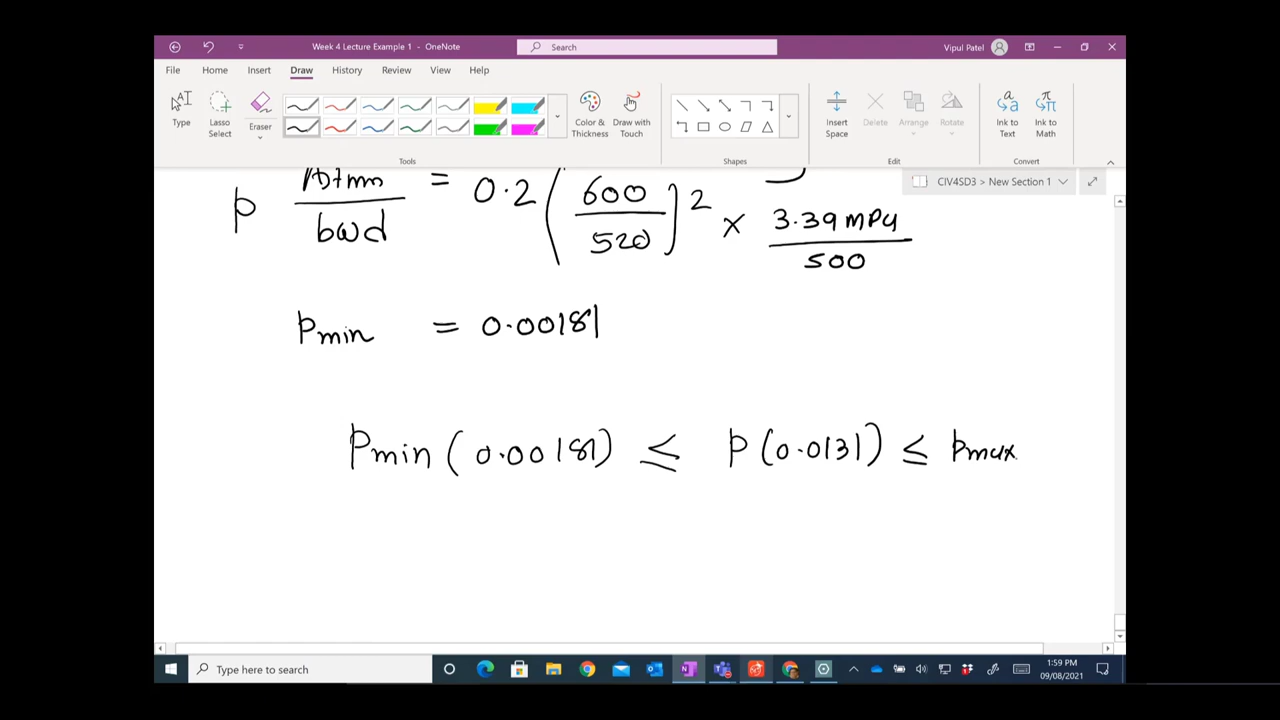 Week 4 Lecture Example 1 - OneNote
Search
Vipul Patel
File Home Insert Draw History Review View Help
Type
Lasso Select
Eraser
Color & Thickness
Draw with Touch
Insert Space
Delete
Arrange
Rotate
Ink to Text
Ink to Math
Tools
Shapes
Edit
Convert
CIV4SD3 > New Section 1
p Atmn / bwd = 0.2 ( 600 / 520 )² × 3.39 MPa / 500
Pmin = 0.00181
Pmin (0.00181) ≤ p (0.0131) ≤ Pmax.
Type here to search
1:59 PM
09/08/2021